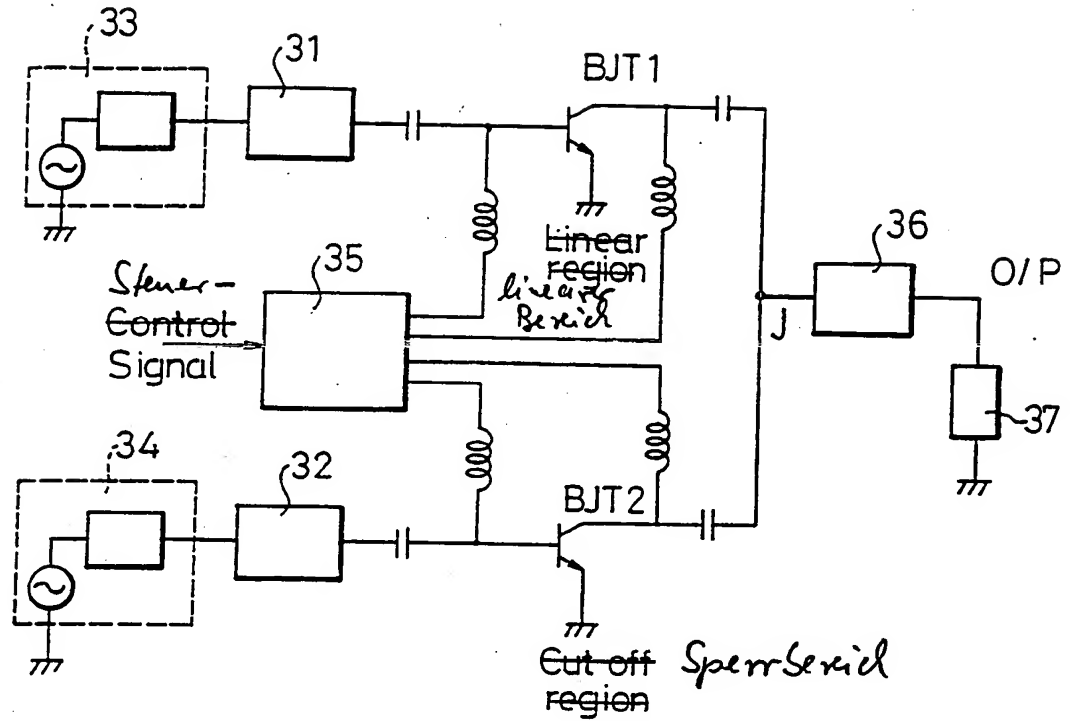 33
31
BJT1
Linear
region
linearer
Bereich
36
O/P
35
Steuer-
Control
Signal
J
37
34
32
BJT2
Cut off
region
Sperrbereich